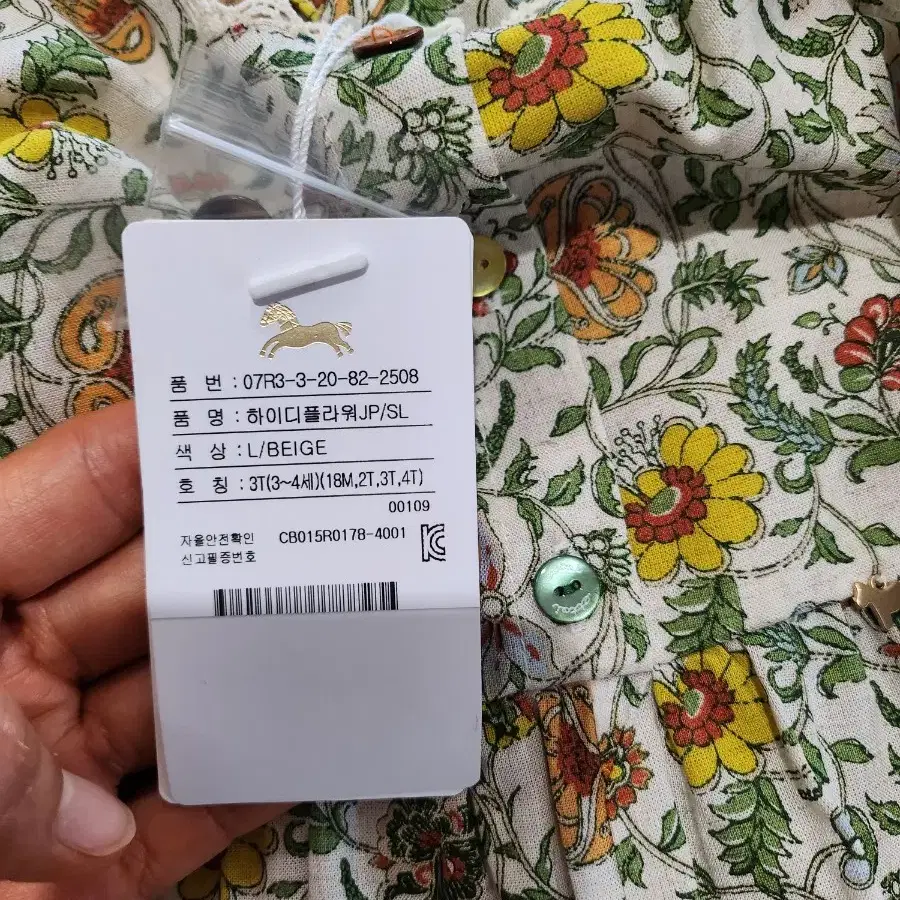 품 번 : 07R3-3-20-82-2508
품 명 : 하이디플라워JP/SL
색 상 : L/BEIGE
호 칭 : 3T(3~4세)(18M,2T,3T,4T)
00109
자율안전확인 CB015R0178-4001
신고필증번호